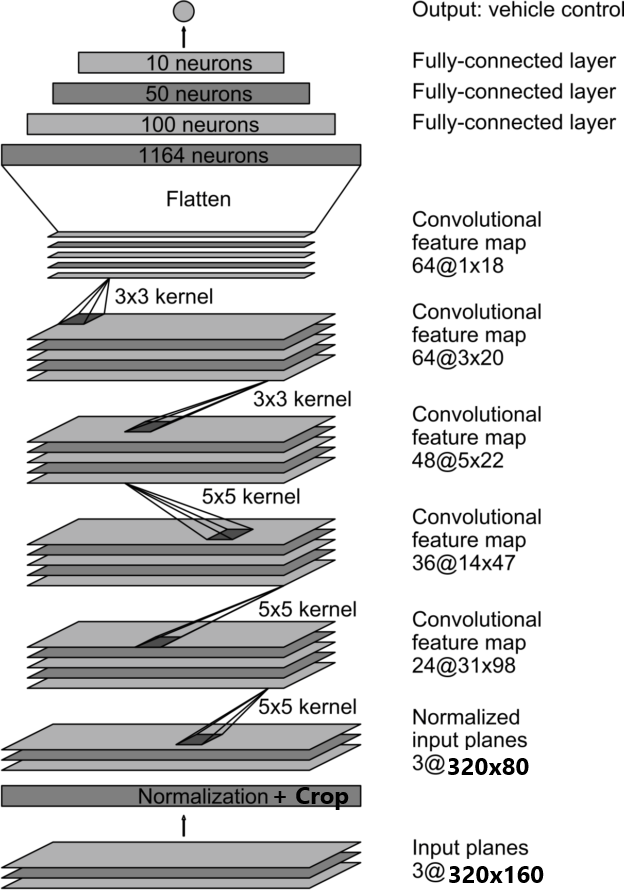 Output: vehicle control
10 neurons
Fully-connected layer
50 neurons
Fully-connected layer
100 neurons
Fully-connected layer
1164 neurons
Flatten
Convolutional
feature map
64@1x18
3x3 kernel
Convolutional
feature map
64@3x20
3x3 kernel
Convolutional
feature map
48@5x22
5x5 kernel
Convolutional
feature map
36@14x47
5x5 kernel
Convolutional
feature map
24@31x98
5x5 kernel
Normalized
input planes
3@320x80
Normalization + Crop
Input planes
3@320x160